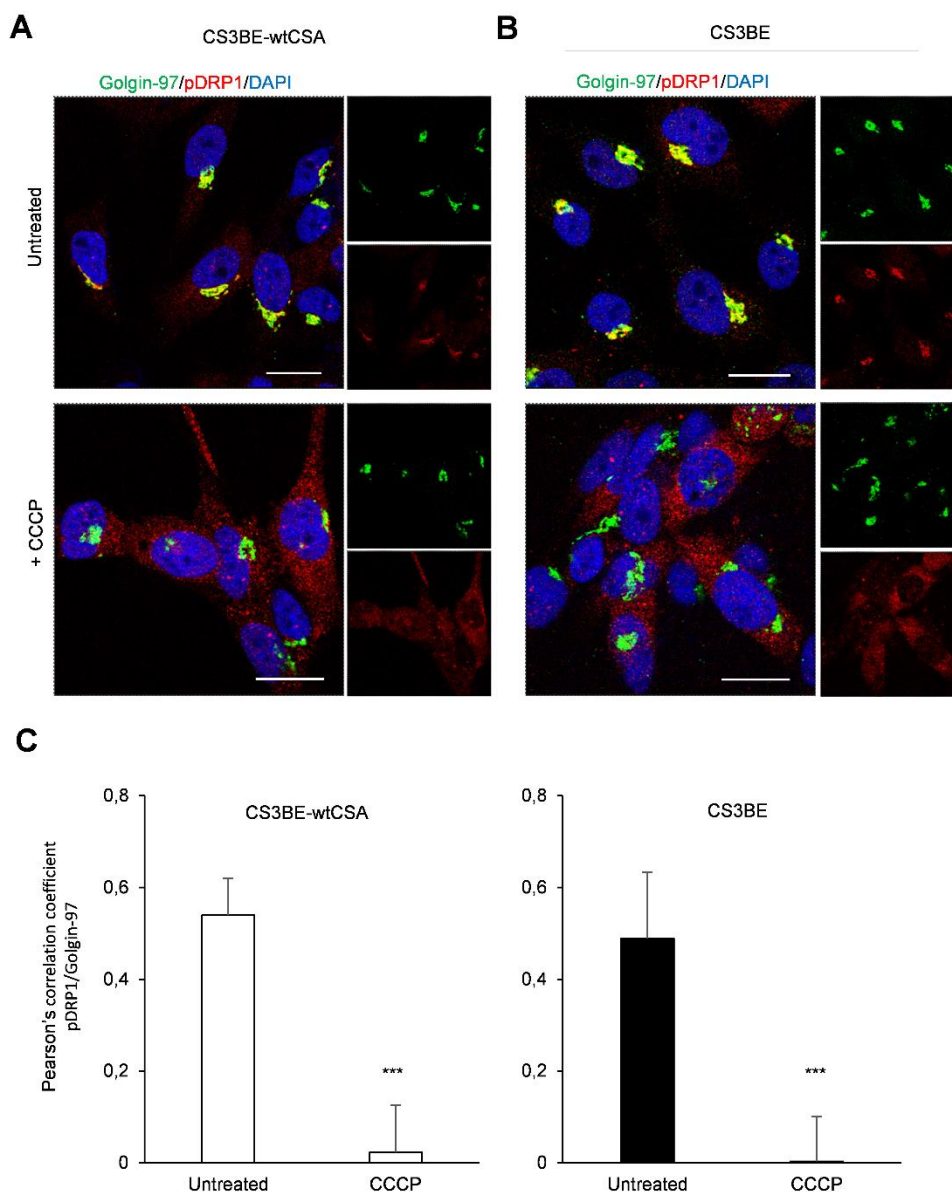 A
CS3BE-wtCSA
Golgin-97/pDRP1/DAPI
Untreated
+ CCCP
B
CS3BE
Golgin-97/pDRP1/DAPI
C
Pearson's correlation coefficient
pDRP1/Golgin-97
0,8
0,6
0,4
0,2
0
CS3BE-wtCSA
***
Untreated
CCCP
0,8
0,6
0,4
0,2
0
CS3BE
***
Untreated
CCCP